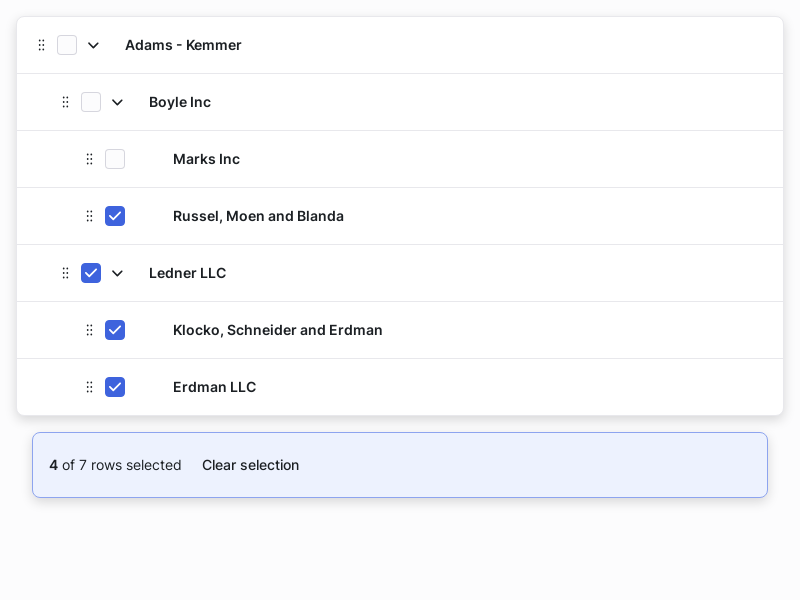 Adams - Kemmer
Boyle Inc
Marks Inc
Russel, Moen and Blanda
Ledner LLC
Klocko, Schneider and Erdman
Erdman LLC
4 of 7 rows selected Clear selection